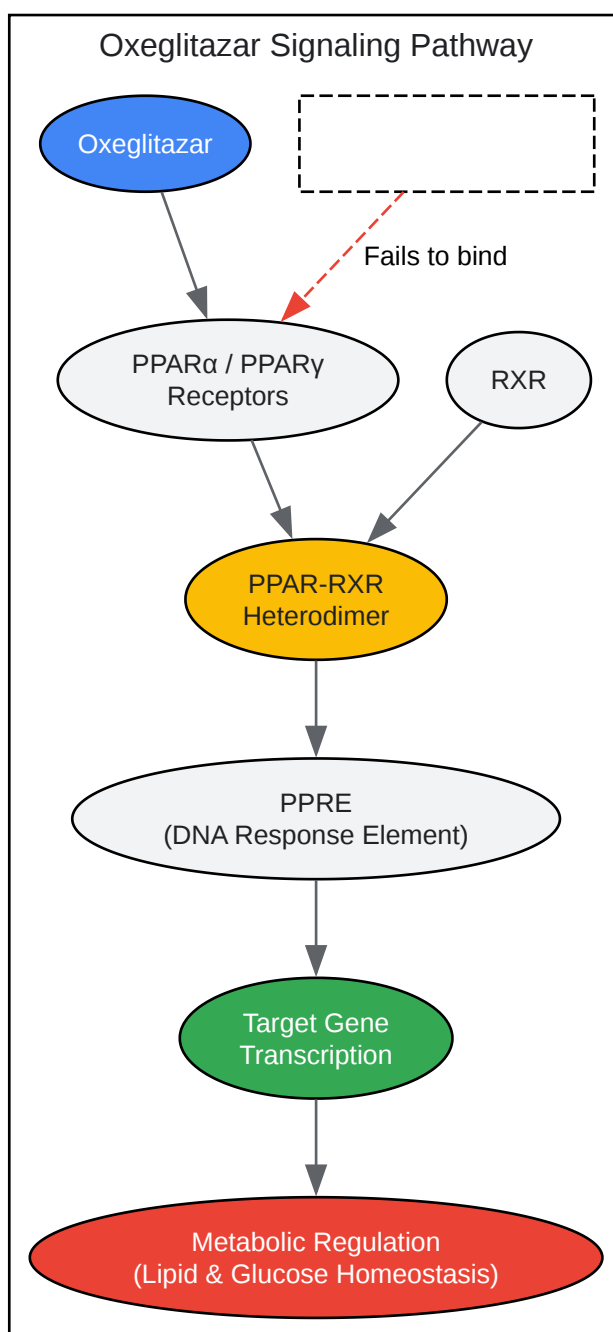 Oxeglitazar Signaling Pathway
Oxeglitazar
Fails to bind
PPARα / PPARγ
Receptors
RXR
PPAR-RXR
Heterodimer
PPRE
(DNA Response Element)
Target Gene
Transcription
Metabolic Regulation
(Lipid & Glucose Homeostasis)